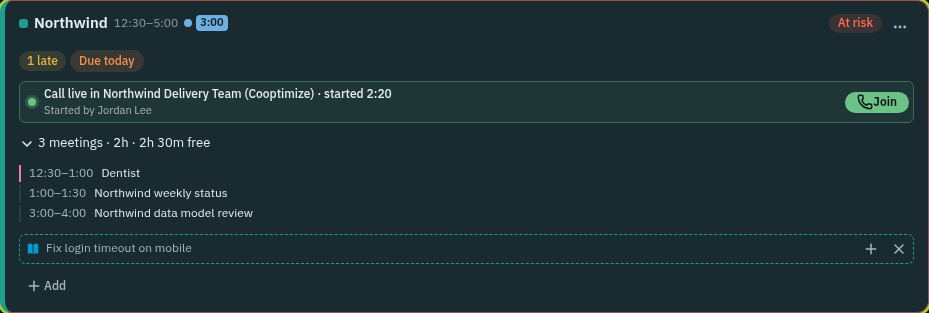 Northwind 12:30–5:00 3:00 At risk ...
1 late Due today
Call live in Northwind Delivery Team (Cooptimize) · started 2:20
Started by Jordan Lee
Join
3 meetings · 2h · 2h 30m free
12:30–1:00 Dentist
1:00–1:30 Northwind weekly status
3:00–4:00 Northwind data model review
Fix login timeout on mobile
+ Add